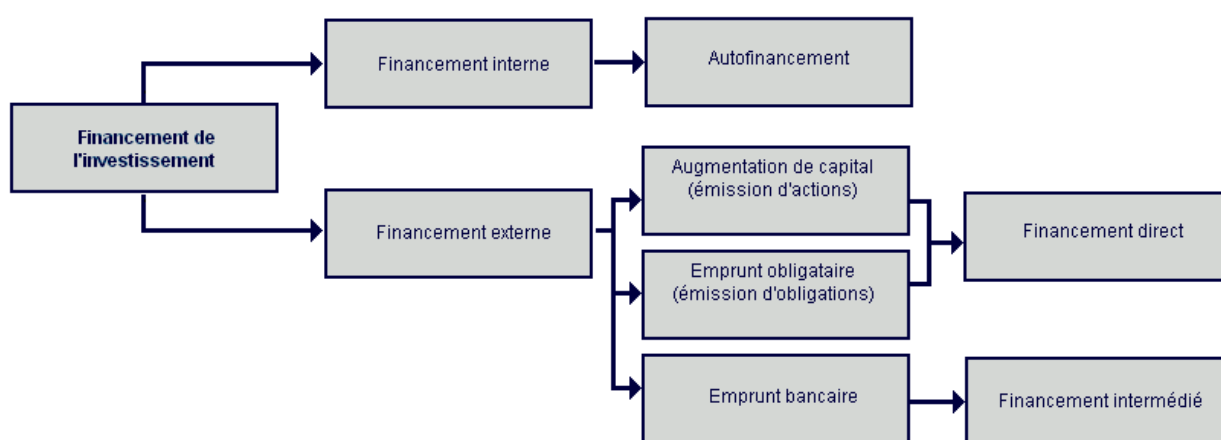 Financement de
l'investissement
Financement interne
Autofinancement
Financement externe
Augmentation de capital
(émission d'actions)
Emprunt obligataire
(émission d'obligations)
Financement direct
Emprunt bancaire
Financement intermédié